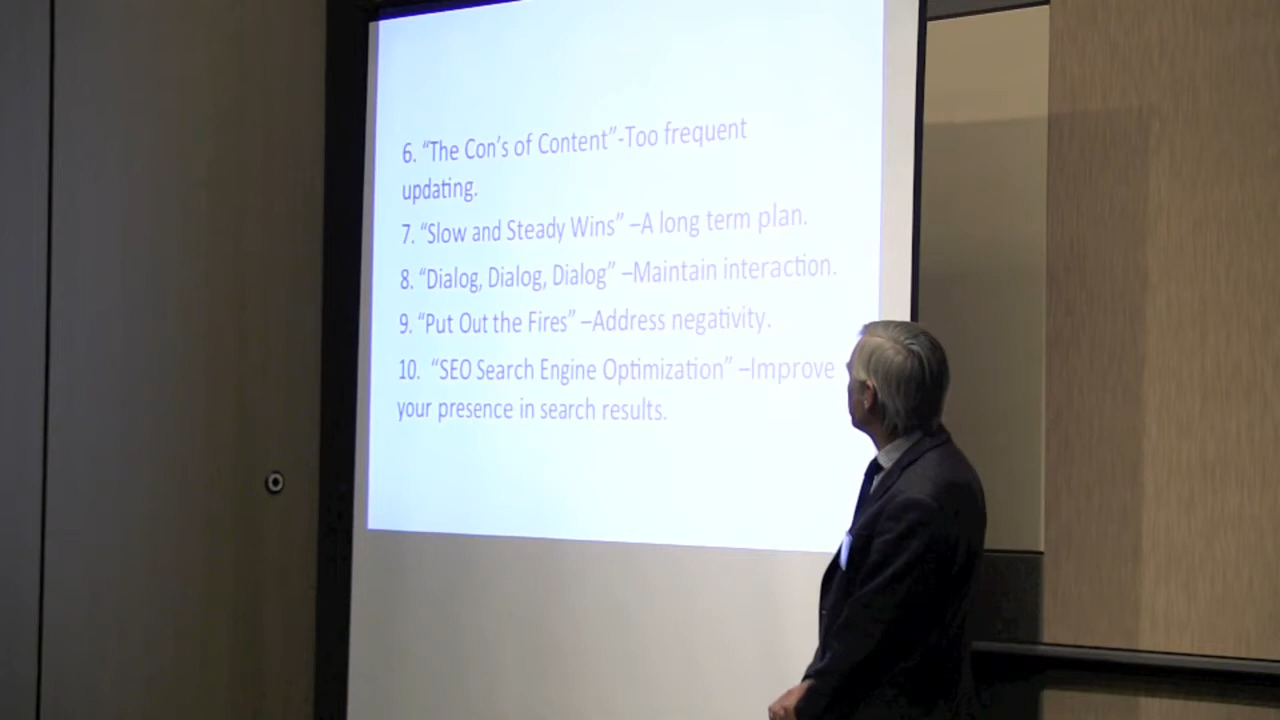 6. “The Con’s of Content”-Too frequent
updating.
7. “Slow and Steady Wins” –A long term plan.
8. “Dialog, Dialog, Dialog” –Maintain interaction.
9. “Put Out the Fires” –Address negativity.
10. “SEO Search Engine Optimization” –Improve
your presence in search results.